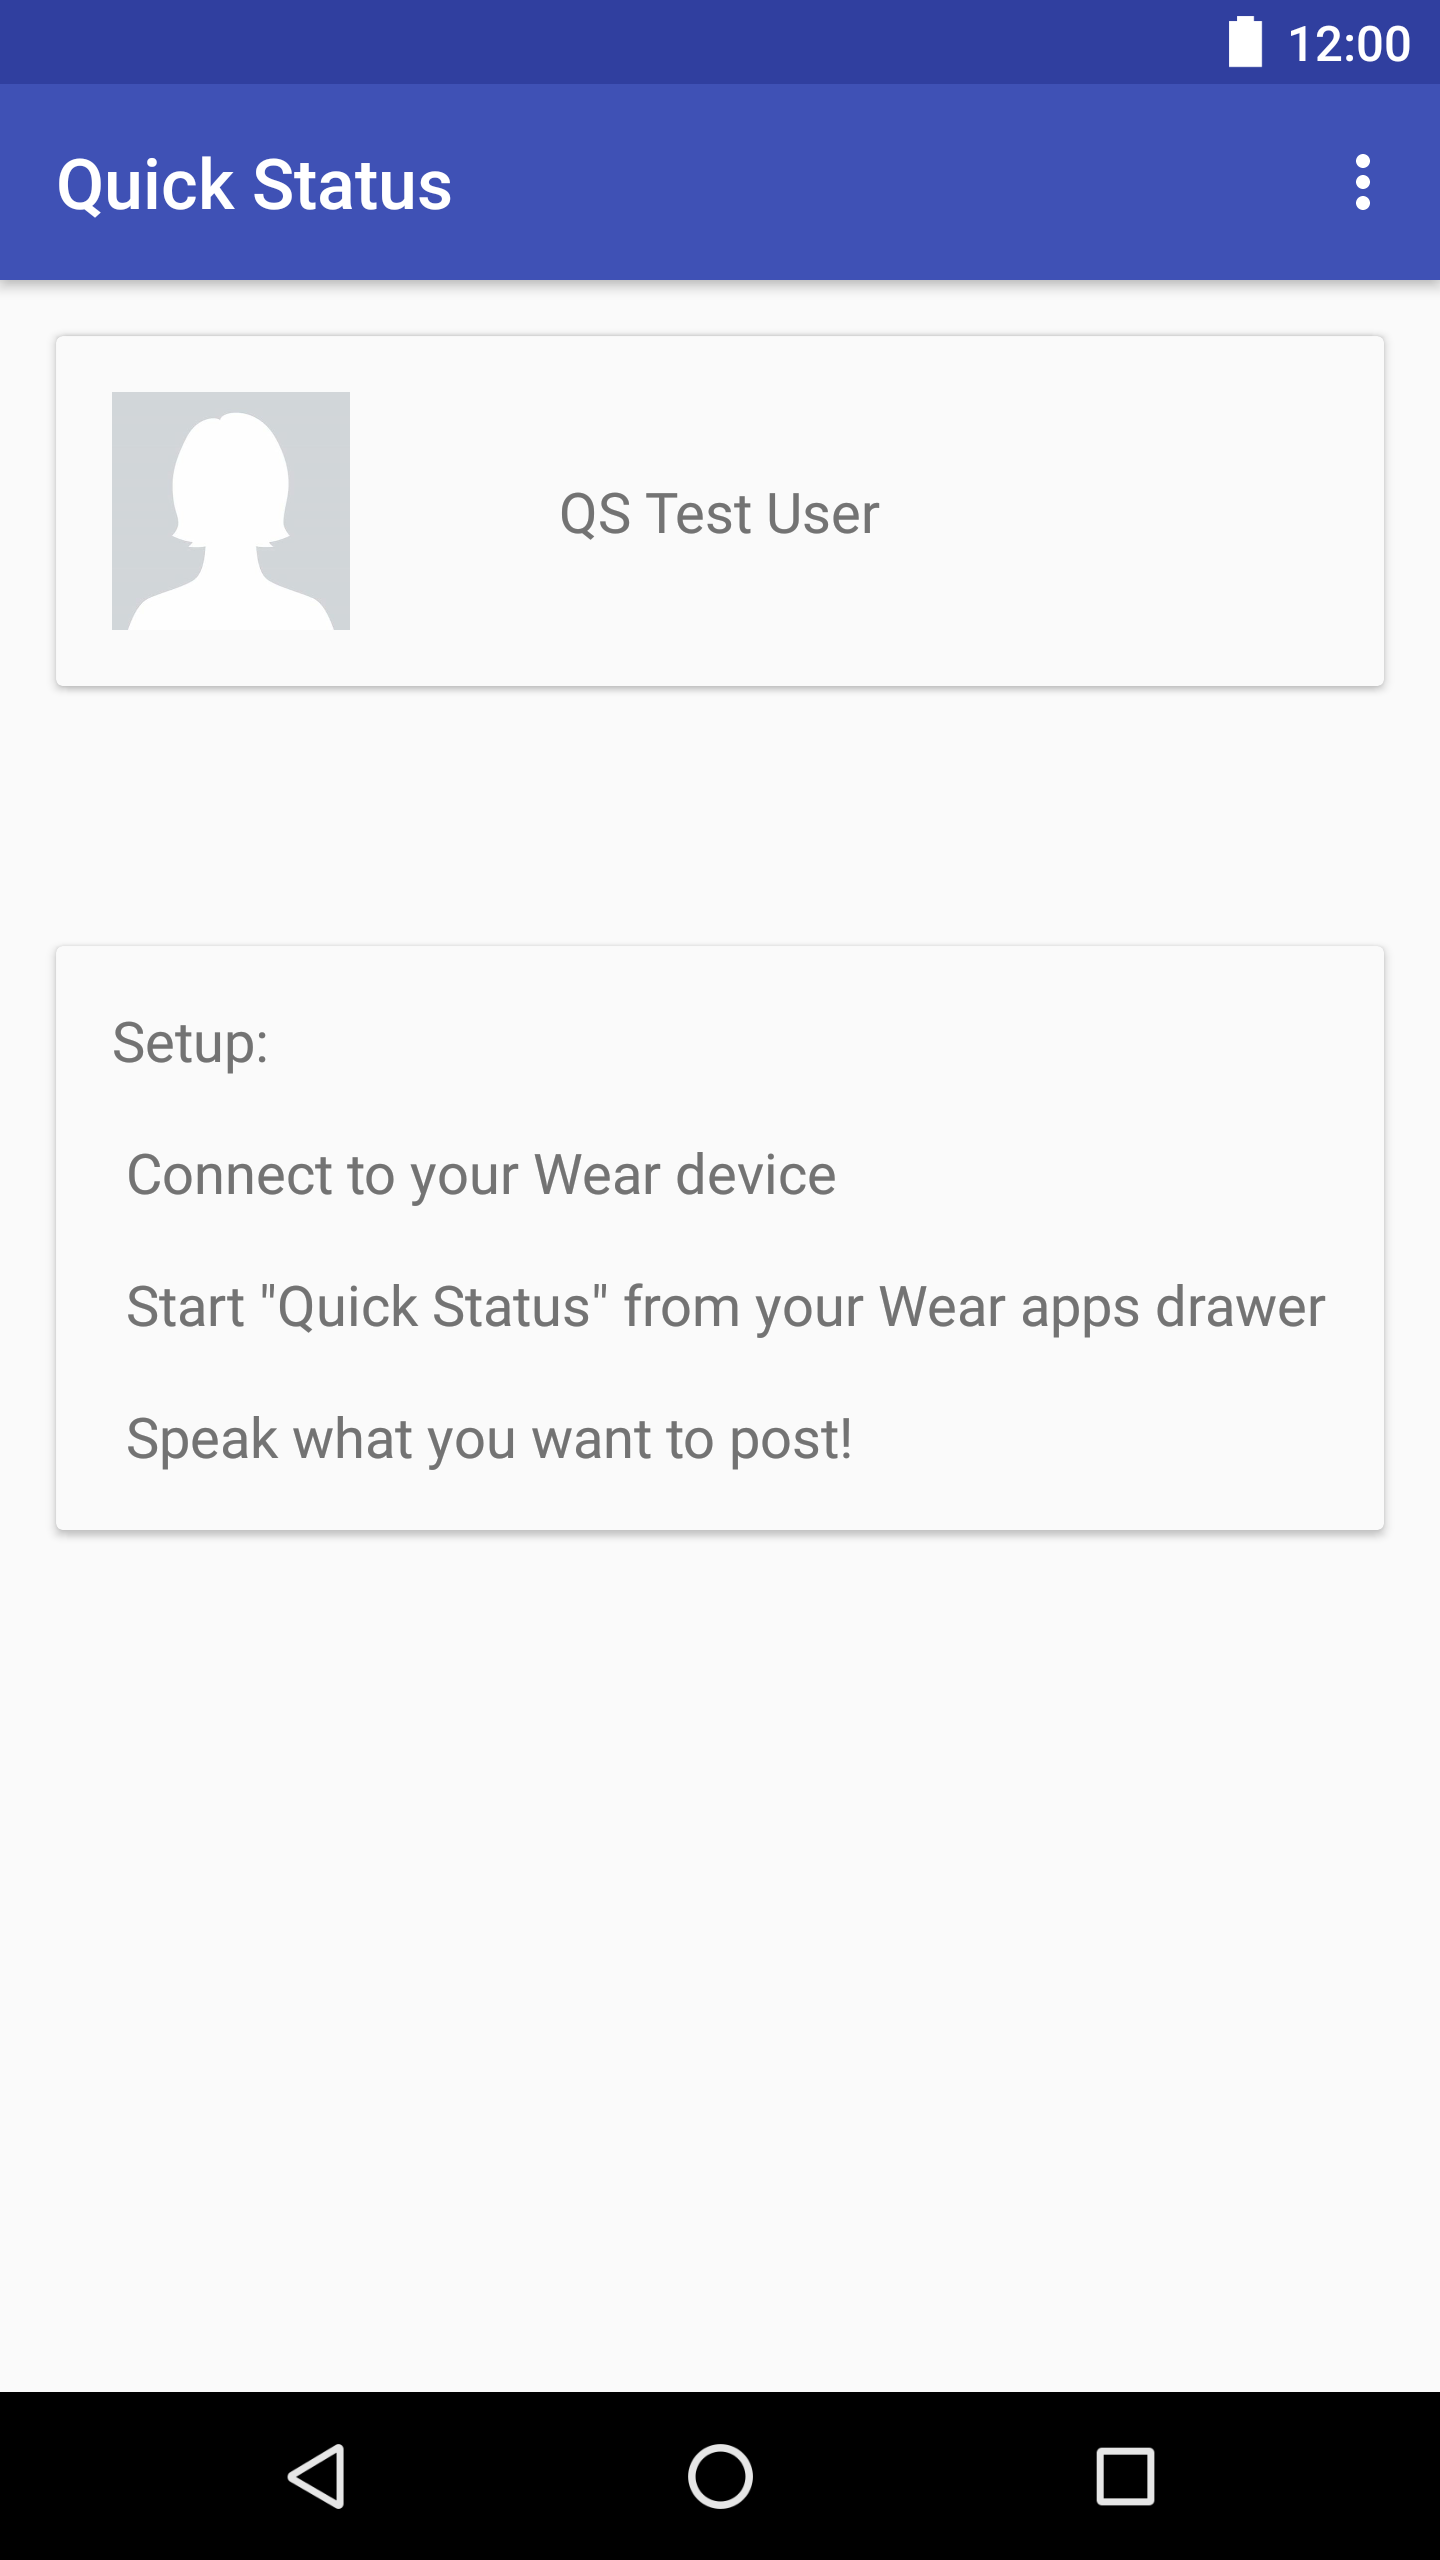 12:00
Quick Status
QS Test User
Setup:
Connect to your Wear device
Start "Quick Status" from your Wear apps drawer
Speak what you want to post!